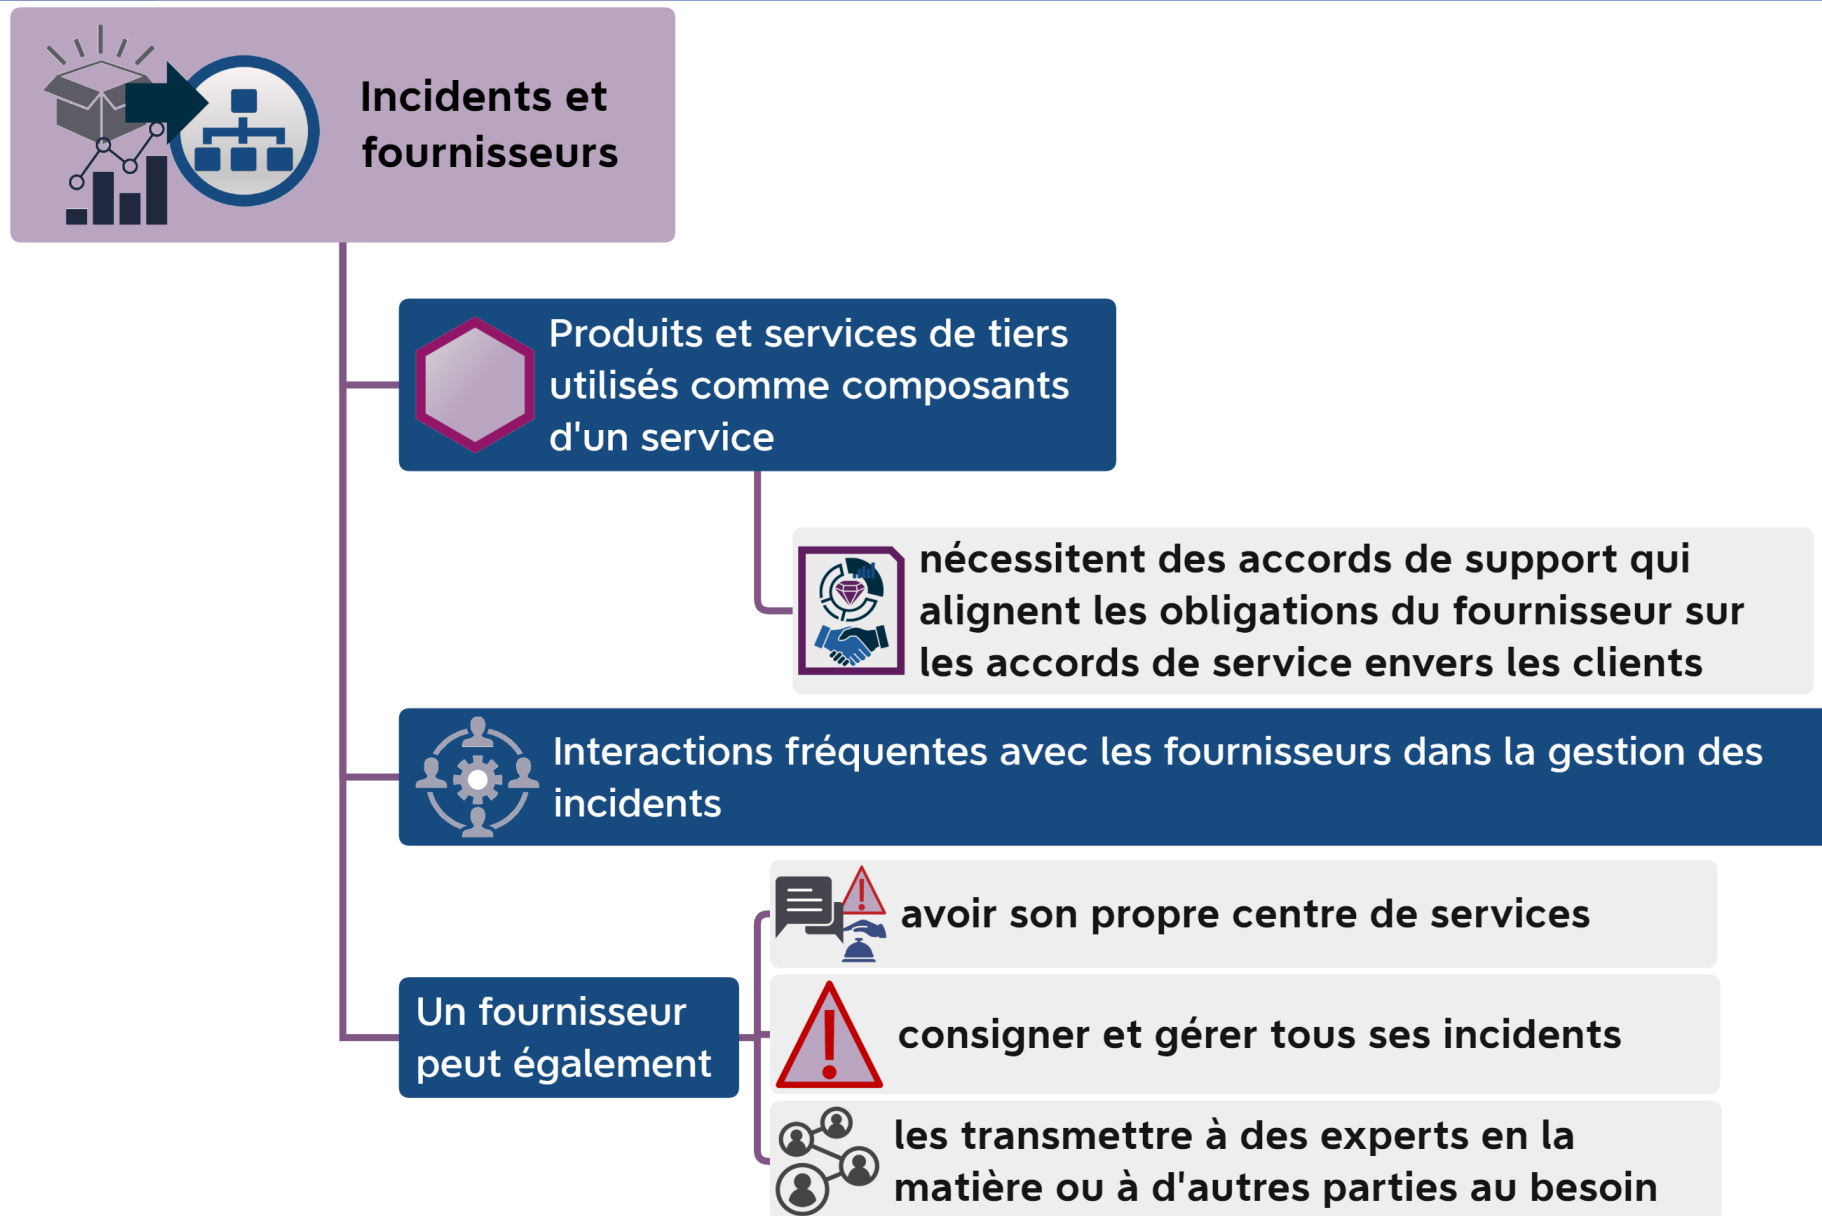 Incidents et
fournisseurs
Produits et services de tiers
utilisés comme composants
d'un service
nécessitent des accords de support qui
alignent les obligations du fournisseur sur
les accords de service envers les clients
Interactions fréquentes avec les fournisseurs dans la gestion des
incidents
Un fournisseur
peut également
avoir son propre centre de services
consigner et gérer tous ses incidents
les transmettre à des experts en la
matière ou à d'autres parties au besoin